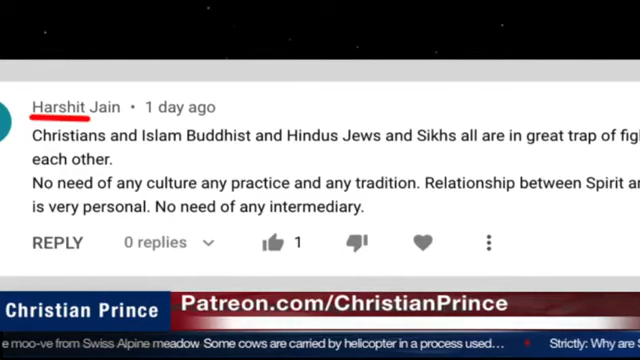 Harshit Jain • 1 day ago
Christians and Islam Buddhist and Hindus Jews and Sikhs all are in great trap of
each other.
No need of any culture any practice and any tradition. Relationship between Spirit
is very personal. No need of any intermediary.
REPLY 0 replies 1
Christian Prince
Patreon.com/ChristianPrince
moo-ve from Swiss Alpine meadow Some cows are carried by helicopter in a process used... Strictly: Why are